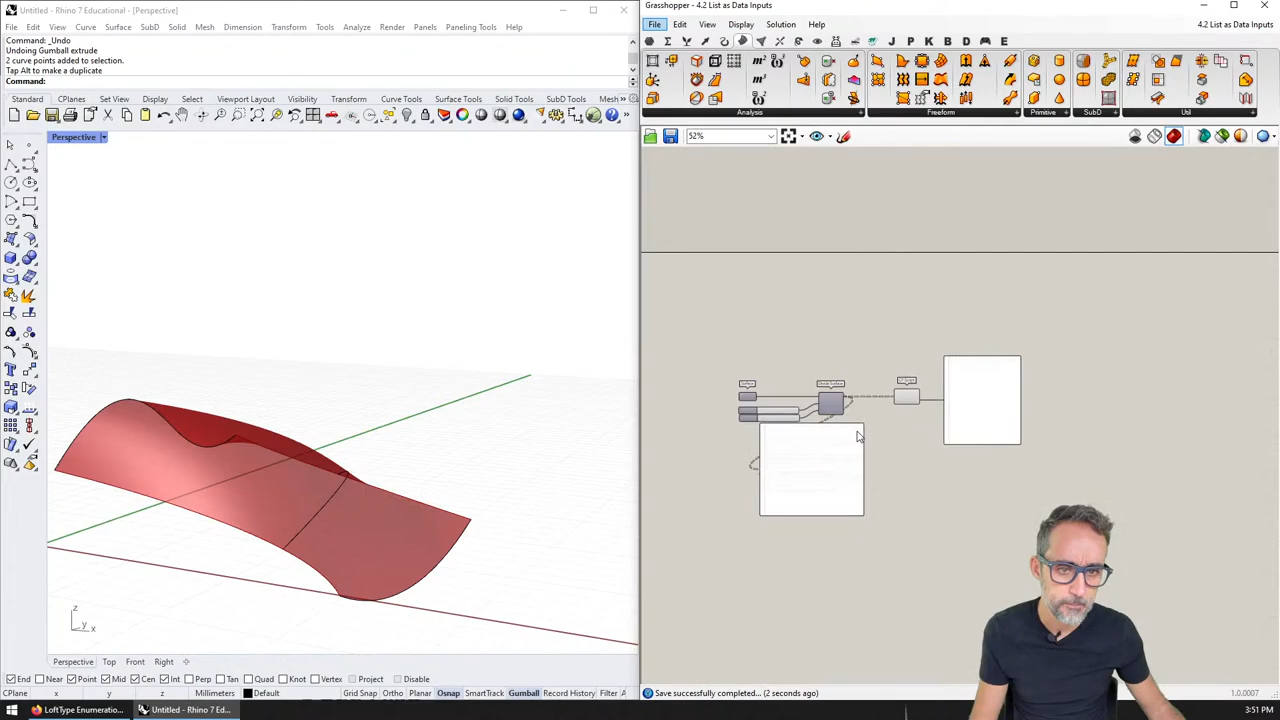 Untitled - Rhino 7 Educational - [Perspective]
File Edit View Curve Surface SubD Solid Mesh Dimension Transform Tools Analyze Render Panels Paneling Tools Help
Command: _Undo
Undoing Gumball extrude
2 curve points added to selection.
Tap Alt to make a duplicate
Command:
Standard CPlanes Set View Display Select Viewport Layout Visibility Transform Curve Tools Surface Tools Solid Tools SubD Tools Mesh
Perspective
z
y x
Perspective Top Front Right
End Near Point Mid Cen Int Perp Tan Quad Knot Vertex Project Disable
CPlane x y z Millimeters Default Grid Snap Ortho Planar Osnap SmartTrack Gumball Record History Filter
LoftType Enumeratio... Untitled - Rhino 7 Ed...
Grasshopper - 4.2 List as Data Inputs
File Edit View Display Solution Help 4.2 List as Data Inputs
J P K B D E
Analysis Freeform Primitive SubD Util
52%
Surface
Divide Surface
Save successfully completed... (2 seconds ago) 1.0.0007
3:51 PM